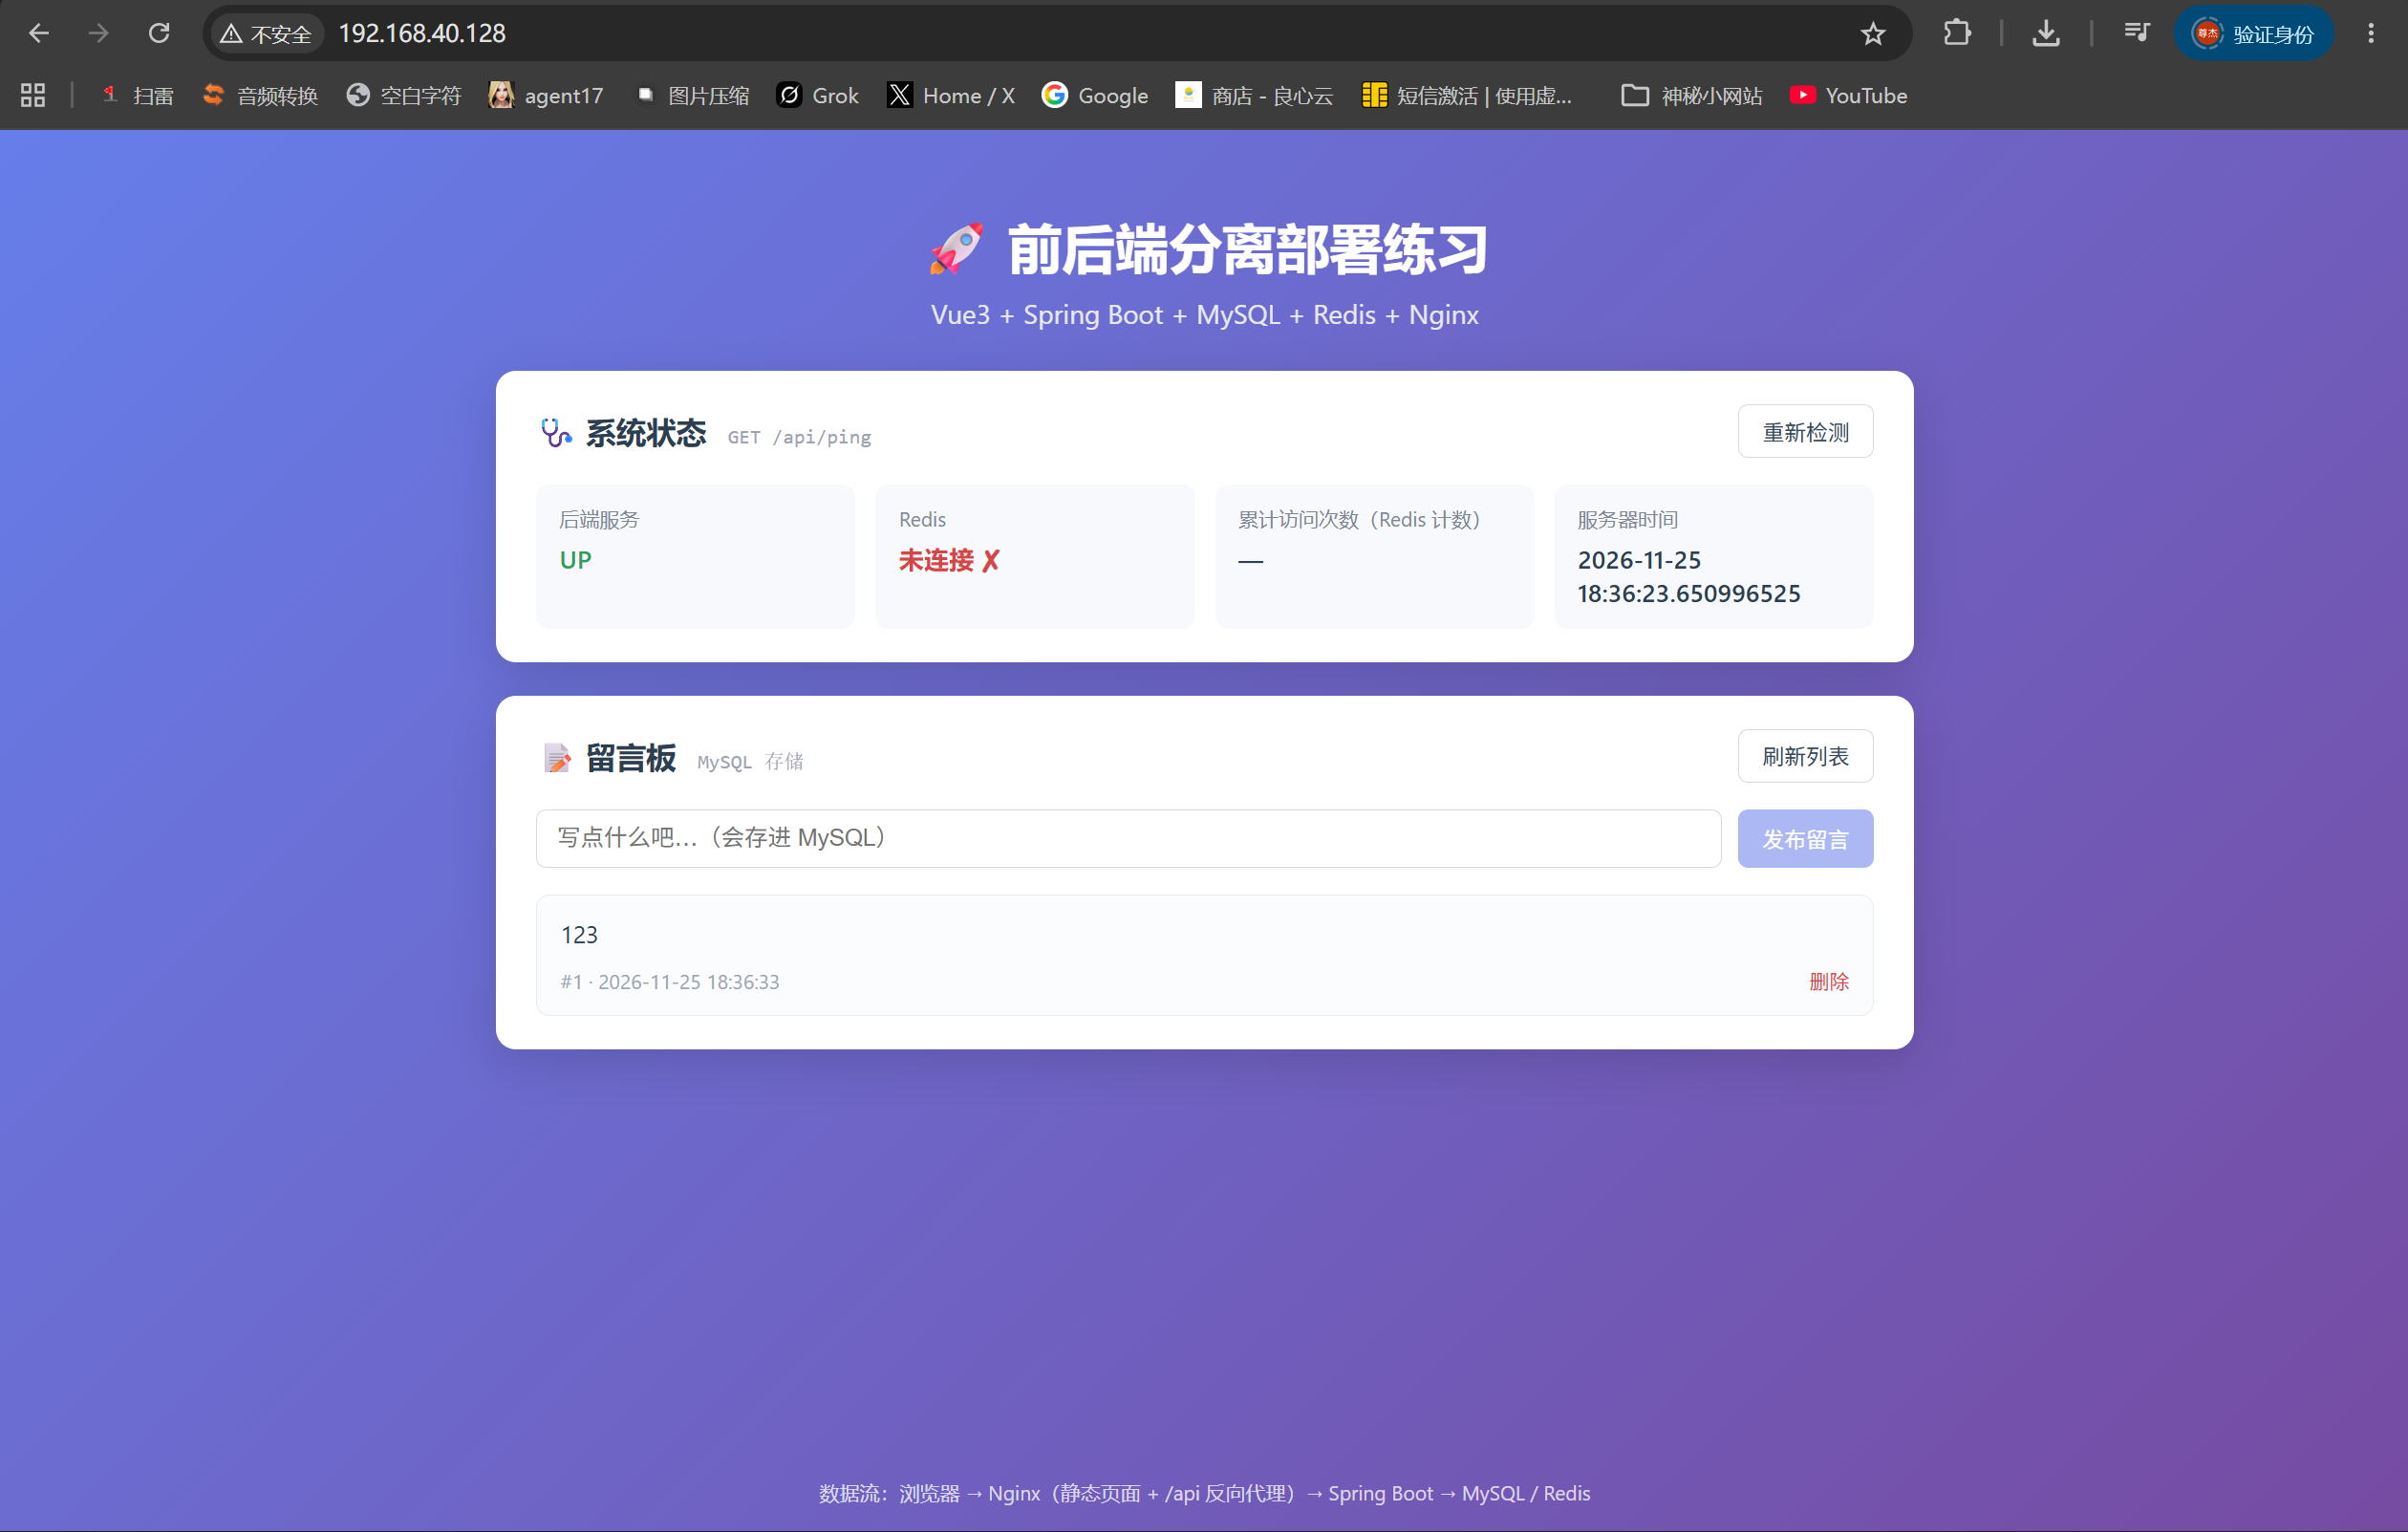 不安全 192.168.40.128 验证身份
扫雷 音频转换 空白字符 agent17 图片压缩 Grok Home / X Google 商店 - 良心云 短信激活 | 使用虚... 神秘小网站 YouTube
🚀 前后端分离部署练习
Vue3 + Spring Boot + MySQL + Redis + Nginx
🩺 系统状态 GET /api/ping 重新检测
后端服务
UP
Redis
未连接 ✗
累计访问次数（Redis 计数）
—
服务器时间
2026-11-25
18:36:23.650996525
📝 留言板 MySQL 存储 刷新列表
写点什么吧...（会存进 MySQL） 发布留言
123
#1 · 2026-11-25 18:36:33 删除
数据流：浏览器 → Nginx（静态页面 + /api 反向代理）→ Spring Boot → MySQL / Redis